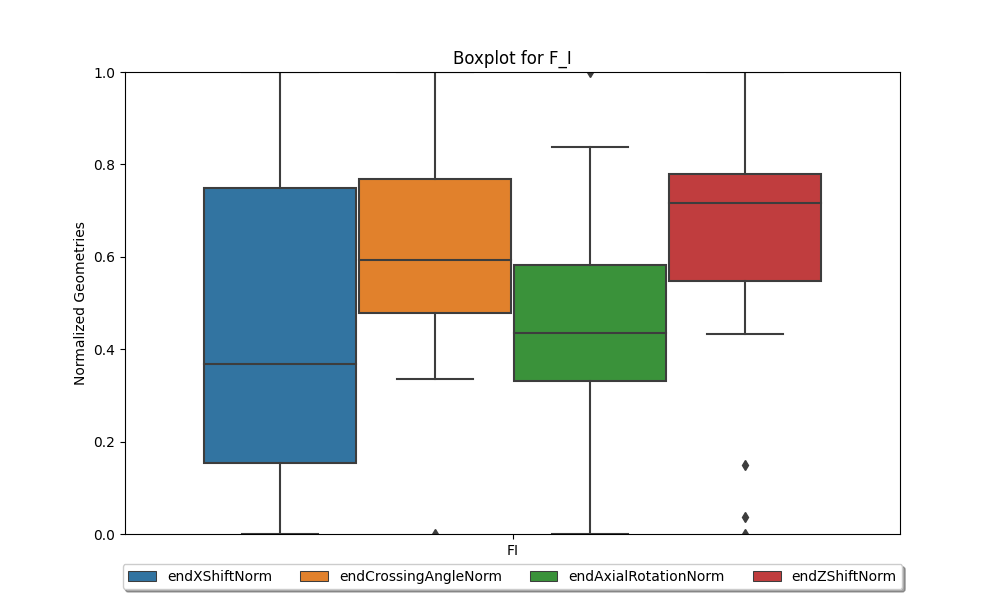 Boxplot for F_I
1.0
0.8
0.6
0.4
0.2
0.0
Normalized Geometries
FI
endXShiftNorm endCrossingAngleNorm endAxialRotationNorm endZShiftNorm